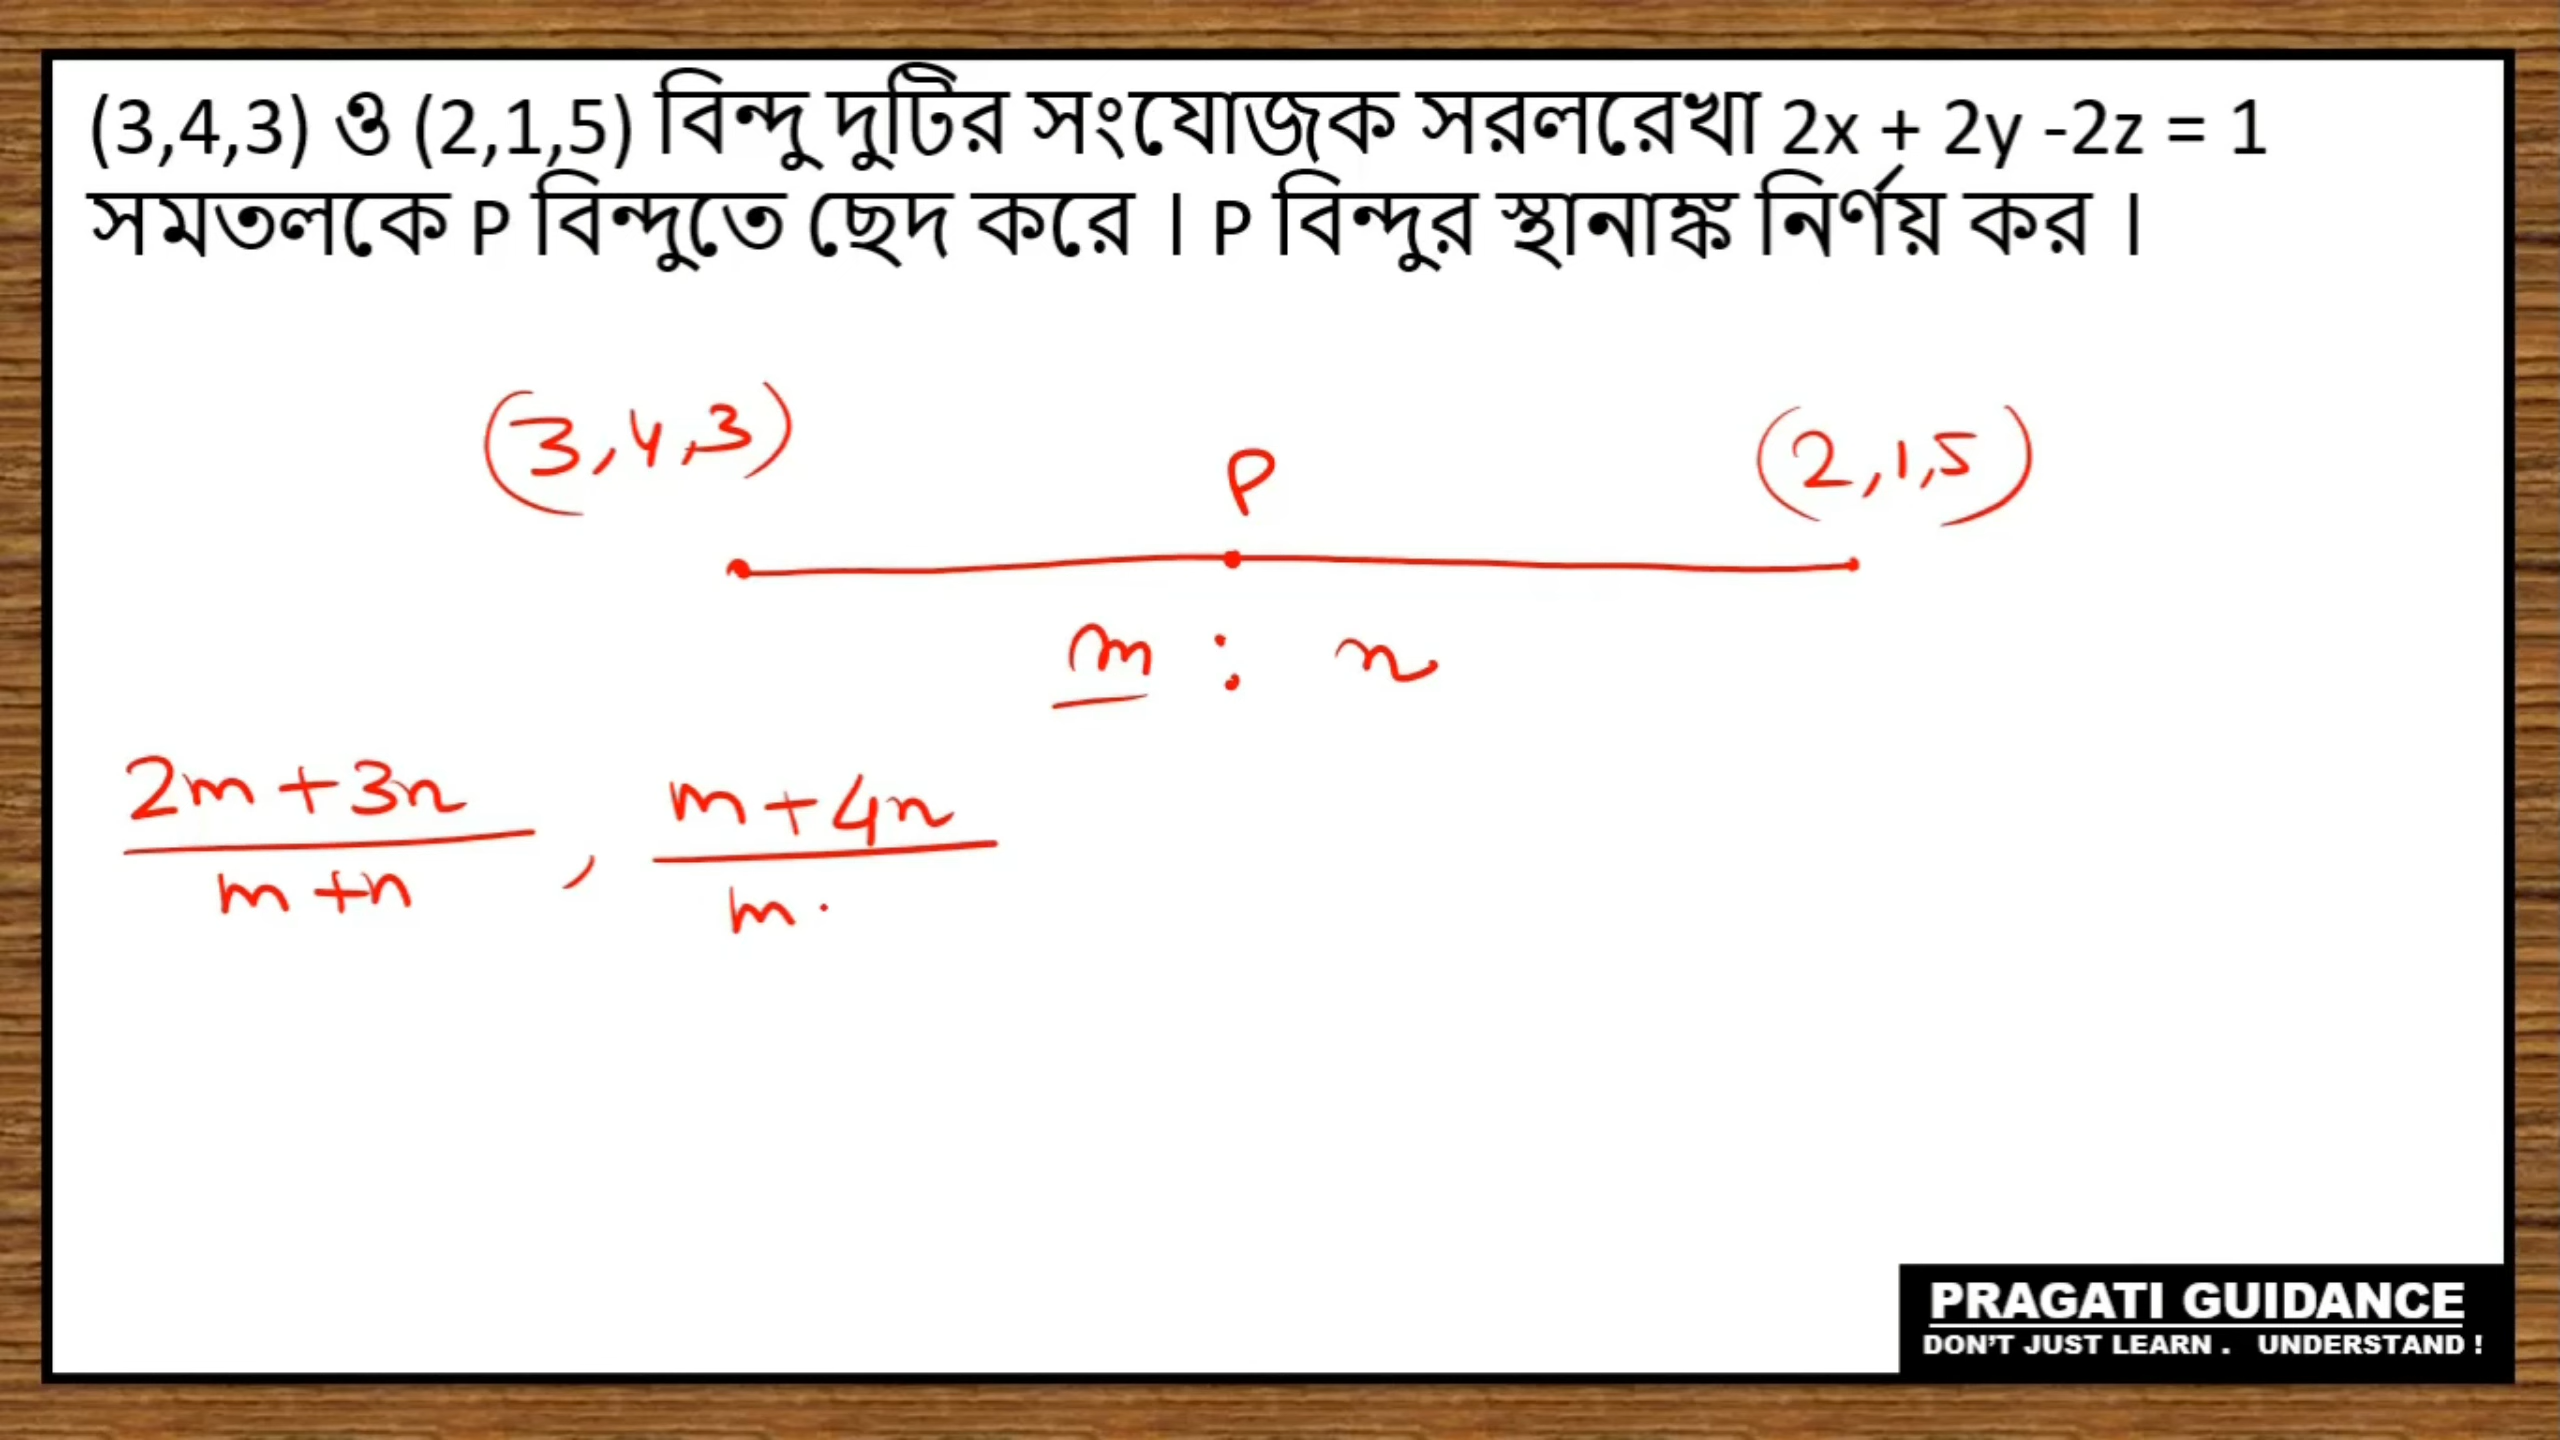 (3,4,3) ও (2,1,5) বিন্দু দুটির সংযোজক সরলরেখা 2x + 2y -2z = 1
সমতলকে P বিন্দুতে ছেদ করে । P বিন্দুর স্থানাঙ্ক নির্ণয় কর ।
(3,4,3) P (2,1,5)
m : n
2m+3n , m+4n
m+n m
PRAGATI GUIDANCE
DON'T JUST LEARN . UNDERSTAND !